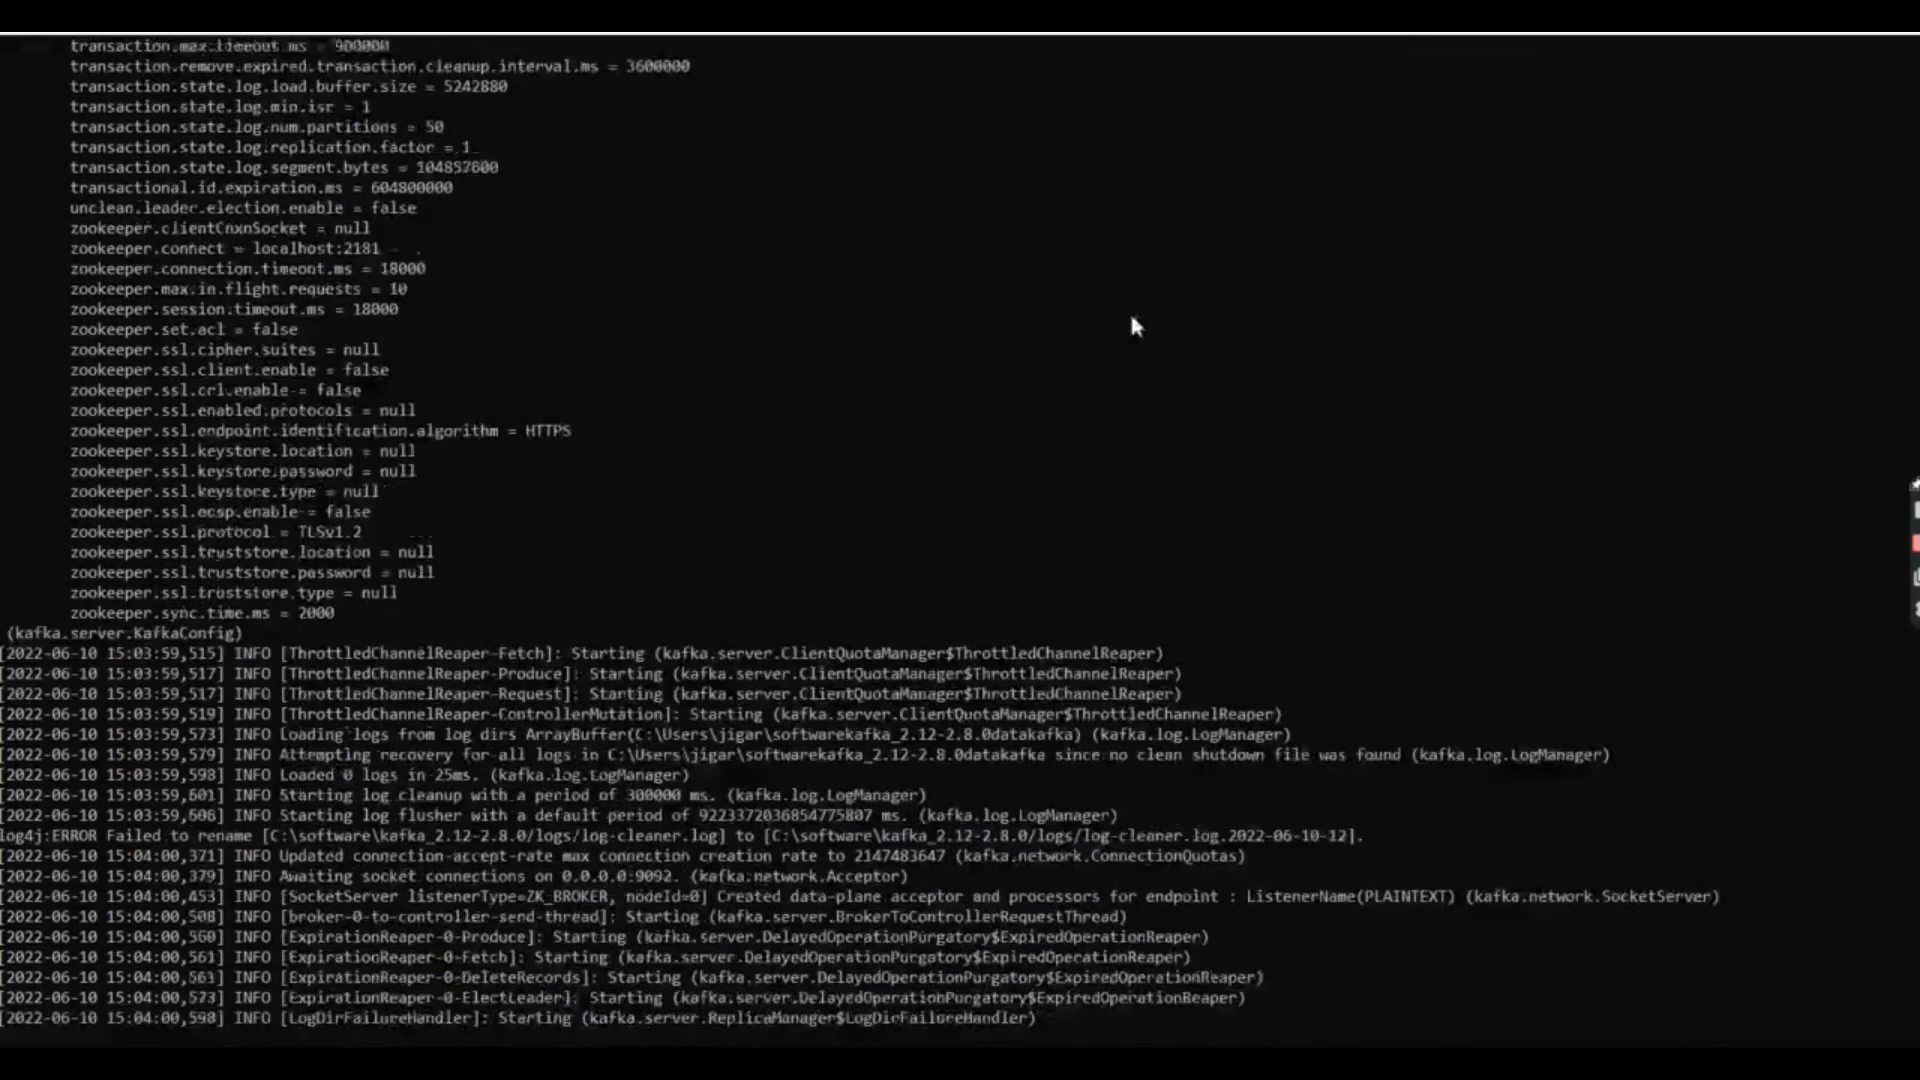 transaction.max.timeout.ms = 900000
transaction.remove.expired.transaction.cleanup.interval.ms = 3600000
transaction.state.log.load.buffer.size = 5242880
transaction.state.log.min.isr = 1
transaction.state.log.num.partitions = 50
transaction.state.log.replication.factor = 1
transaction.state.log.segment.bytes = 104857600
transactional.id.expiration.ms = 604800000
unclean.leader.election.enable = false
zookeeper.clientCnxnSocket = null
zookeeper.connect = localhost:2181
zookeeper.connection.timeout.ms = 18000
zookeeper.max.in.flight.requests = 10
zookeeper.session.timeout.ms = 18000
zookeeper.set.acl = false
zookeeper.ssl.cipher.suites = null
zookeeper.ssl.client.enable = false
zookeeper.ssl.crl.enable = false
zookeeper.ssl.enabled.protocols = null
zookeeper.ssl.endpoint.identification.algorithm = HTTPS
zookeeper.ssl.keystore.location = null
zookeeper.ssl.keystore.password = null
zookeeper.ssl.keystore.type = null
zookeeper.ssl.ocsp.enable = false
zookeeper.ssl.protocol = TLSv1.2
zookeeper.ssl.truststore.location = null
zookeeper.ssl.truststore.password = null
zookeeper.ssl.truststore.type = null
zookeeper.sync.time.ms = 2000
(kafka.server.KafkaConfig)
[2022-06-10 15:03:59,515] INFO [ThrottledChannelReaper-Fetch]: Starting (kafka.server.ClientQuotaManager$ThrottledChannelReaper)
[2022-06-10 15:03:59,517] INFO [ThrottledChannelReaper-Produce]: Starting (kafka.server.ClientQuotaManager$ThrottledChannelReaper)
[2022-06-10 15:03:59,517] INFO [ThrottledChannelReaper-Request]: Starting (kafka.server.ClientQuotaManager$ThrottledChannelReaper)
[2022-06-10 15:03:59,519] INFO [ThrottledChannelReaper-ControllerMutation]: Starting (kafka.server.ClientQuotaManager$ThrottledChannelReaper)
[2022-06-10 15:03:59,573] INFO Loading logs from log dirs ArrayBuffer(C:\Users\jigar\softwarekafka_2.12-2.8.0datakafka) (kafka.log.LogManager)
[2022-06-10 15:03:59,579] INFO Attempting recovery for all logs in C:\Users\jigar\softwarekafka_2.12-2.8.0datakafka since no clean shutdown file was found (kafka.log.LogManager)
[2022-06-10 15:03:59,598] INFO Loaded 0 logs in 25ms. (kafka.log.LogManager)
[2022-06-10 15:03:59,601] INFO Starting log cleanup with a period of 300000 ms. (kafka.log.LogManager)
[2022-06-10 15:03:59,606] INFO Starting log flusher with a default period of 9223372036854775807 ms. (kafka.log.LogManager)
log4j:ERROR Failed to rename [C:\software\kafka_2.12-2.8.0/logs/log-cleaner.log] to [C:\software\kafka_2.12-2.8.0/logs/log-cleaner.log.2022-06-10-12].
[2022-06-10 15:04:00,371] INFO Updated connection-accept-rate max connection creation rate to 2147483647 (kafka.network.ConnectionQuotas)
[2022-06-10 15:04:00,379] INFO Awaiting socket connections on 0.0.0.0:9092. (kafka.network.Acceptor)
[2022-06-10 15:04:00,453] INFO [SocketServer listenerType=ZK_BROKER, nodeId=0] Created data-plane acceptor and processors for endpoint : ListenerName(PLAINTEXT) (kafka.network.SocketServer)
[2022-06-10 15:04:00,508] INFO [broker-0-to-controller-send-thread]: Starting (kafka.server.BrokerToControllerRequestThread)
[2022-06-10 15:04:00,560] INFO [ExpirationReaper-0-Produce]: Starting (kafka.server.DelayedOperationPurgatory$ExpiredOperationReaper)
[2022-06-10 15:04:00,561] INFO [ExpirationReaper-0-Fetch]: Starting (kafka.server.DelayedOperationPurgatory$ExpiredOperationReaper)
[2022-06-10 15:04:00,563] INFO [ExpirationReaper-0-DeleteRecords]: Starting (kafka.server.DelayedOperationPurgatory$ExpiredOperationReaper)
[2022-06-10 15:04:00,573] INFO [ExpirationReaper-0-ElectLeader]: Starting (kafka.server.DelayedOperationPurgatory$ExpiredOperationReaper)
[2022-06-10 15:04:00,598] INFO [LogDirFailureHandler]: Starting (kafka.server.ReplicaManager$LogDirFailureHandler)